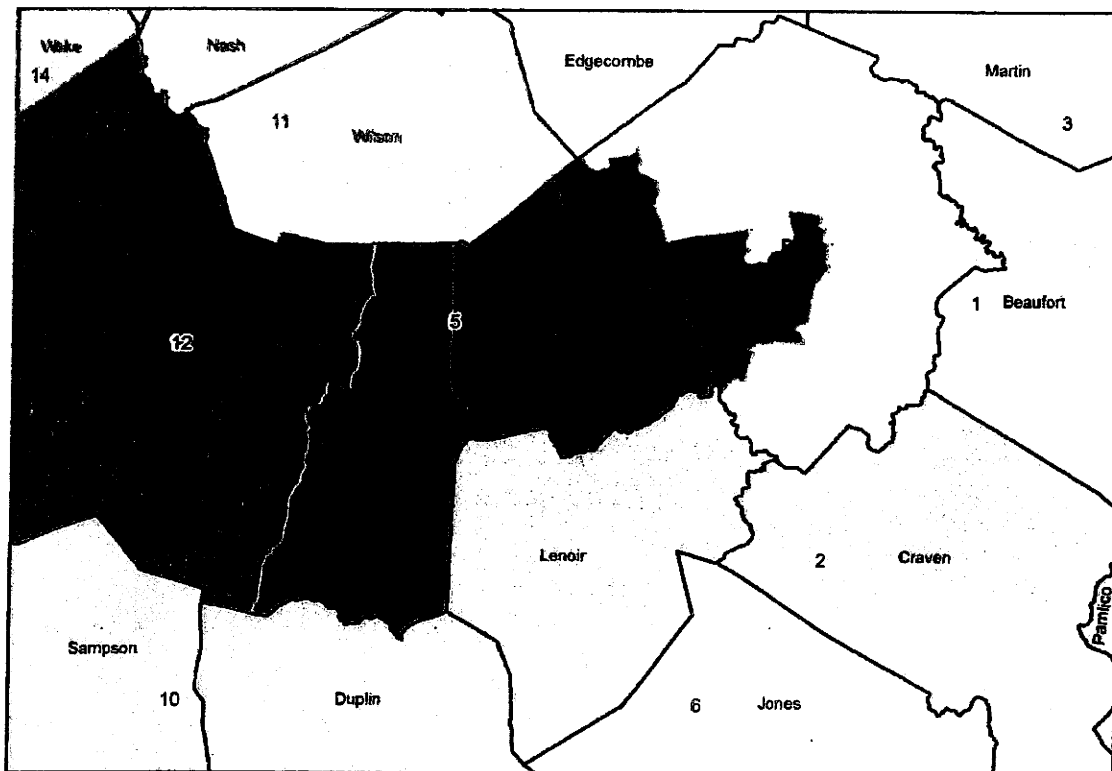 Wake
Nash
Edgecombe
Martin
14
11
3
Wilson
1
Beaufort
5
12
Lenoir
2
Craven
Pamlico
Sampson
10
Duplin
6
Jones